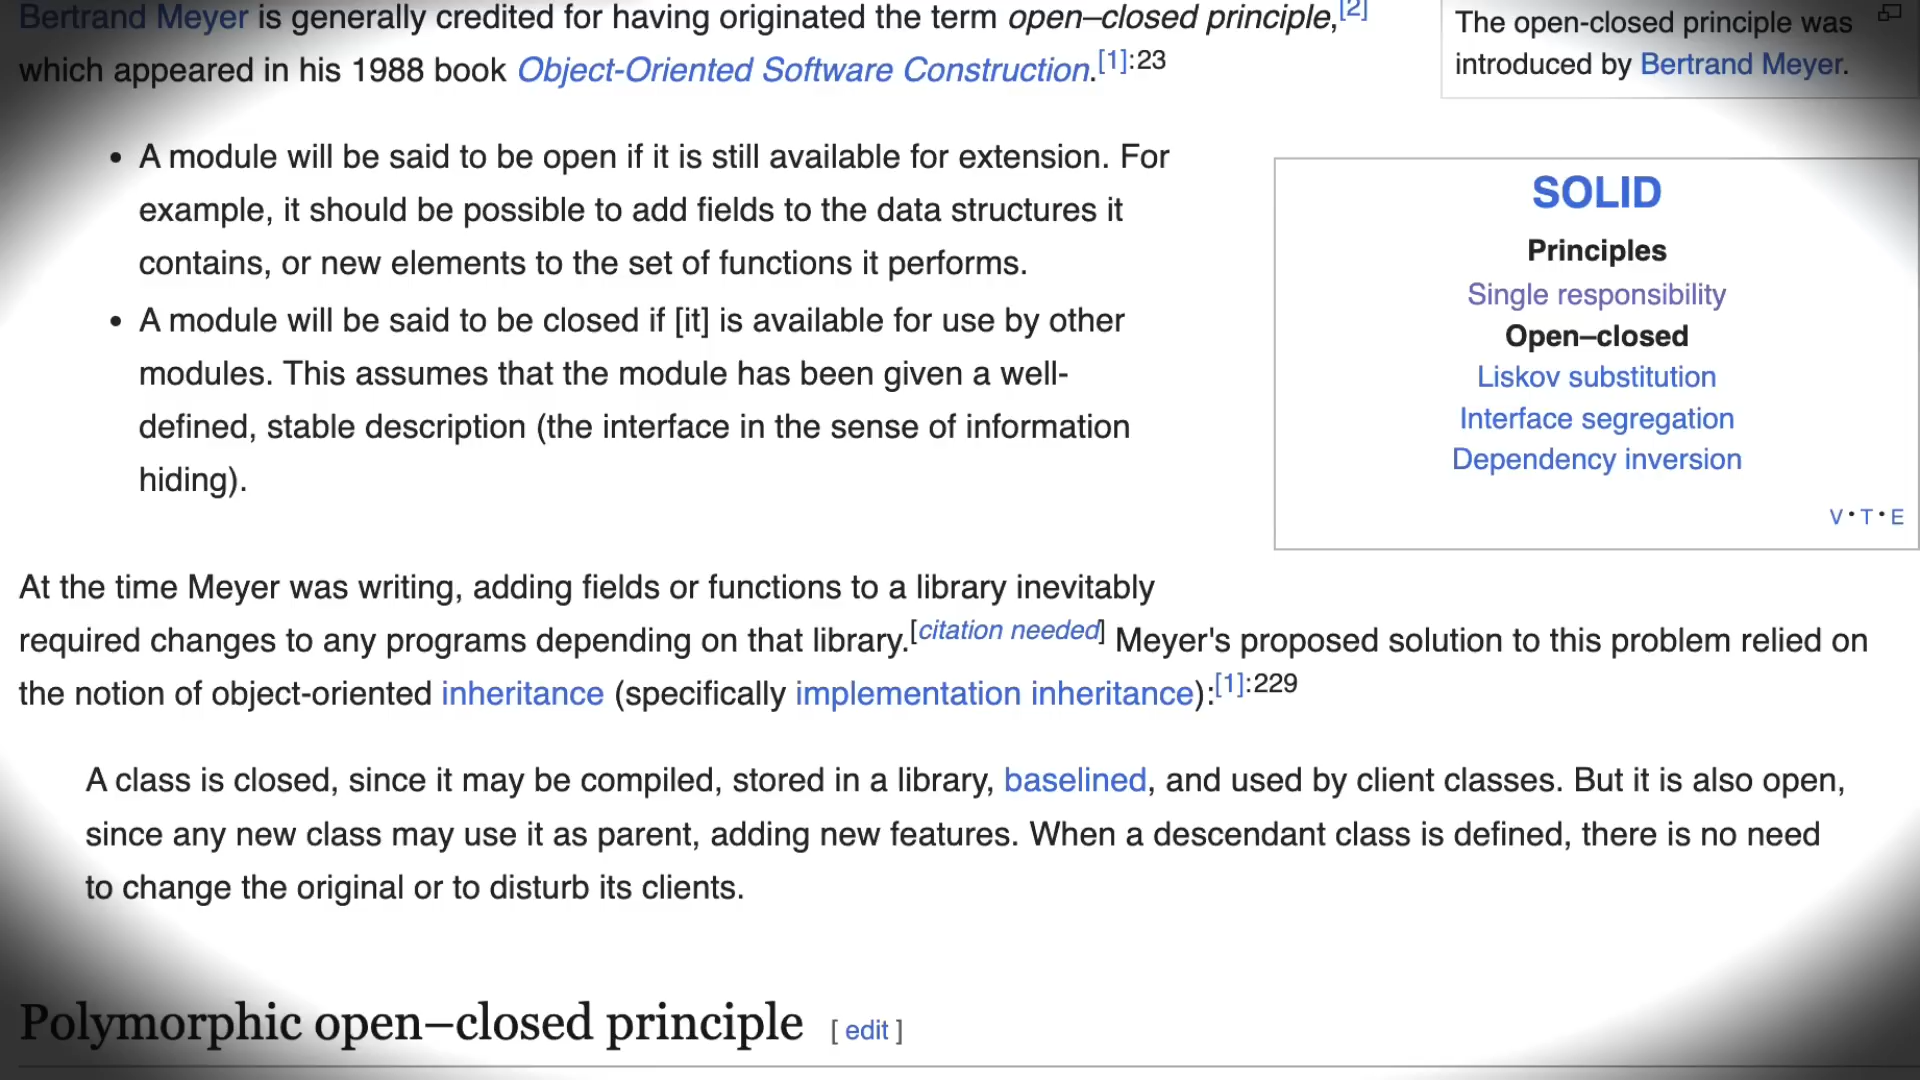 Bertrand Meyer is generally credited for having originated the term open–closed principle,[2]
which appeared in his 1988 book Object-Oriented Software Construction.[1]:23
The open-closed principle was
introduced by Bertrand Meyer.
• A module will be said to be open if it is still available for extension. For
example, it should be possible to add fields to the data structures it
contains, or new elements to the set of functions it performs.
• A module will be said to be closed if [it] is available for use by other
modules. This assumes that the module has been given a well-
defined, stable description (the interface in the sense of information
hiding).
SOLID
Principles
Single responsibility
Open–closed
Liskov substitution
Interface segregation
Dependency inversion
V • T • E
At the time Meyer was writing, adding fields or functions to a library inevitably
required changes to any programs depending on that library.[citation needed] Meyer's proposed solution to this problem relied on
the notion of object-oriented inheritance (specifically implementation inheritance):[1]:229
A class is closed, since it may be compiled, stored in a library, baselined, and used by client classes. But it is also open,
since any new class may use it as parent, adding new features. When a descendant class is defined, there is no need
to change the original or to disturb its clients.
Polymorphic open–closed principle [ edit ]